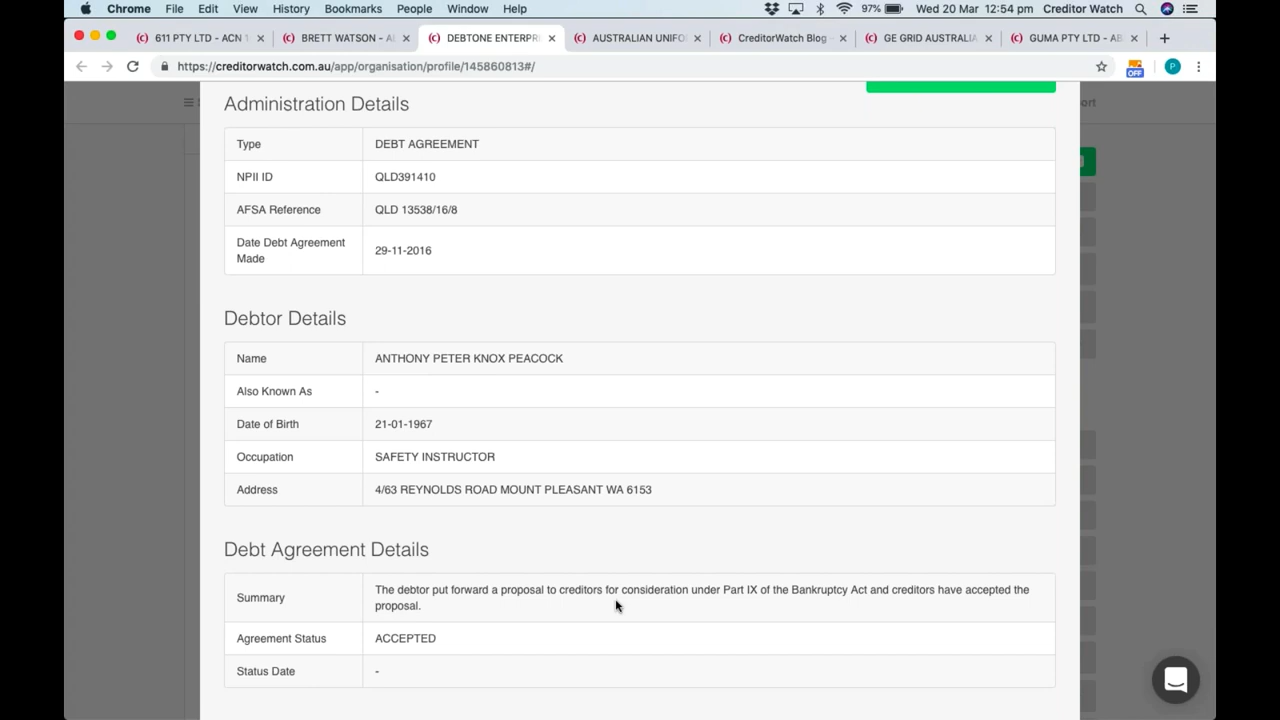 Chrome File Edit View History Bookmarks People Window Help 97% Wed 20 Mar 12:54 pm Creditor Watch
611 PTY LTD - ACN BRETT WATSON - DEBTONE ENTERPRI AUSTRALIAN UNIFO CreditorWatch Blog - GE GRID AUSTRALIA GUMA PTY LTD - AB
https://creditorwatch.com.au/app/organisation/profile/145860813#/
OFF P
Administration Details
Type DEBT AGREEMENT
NPII ID QLD391410
AFSA Reference QLD 13538/16/8
Date Debt Agreement
Made 29-11-2016
Debtor Details
Name ANTHONY PETER KNOX PEACOCK
Also Known As -
Date of Birth 21-01-1967
Occupation SAFETY INSTRUCTOR
Address 4/63 REYNOLDS ROAD MOUNT PLEASANT WA 6153
Debt Agreement Details
Summary The debtor put forward a proposal to creditors for consideration under Part IX of the Bankruptcy Act and creditors have accepted the
proposal.
Agreement Status ACCEPTED
Status Date -